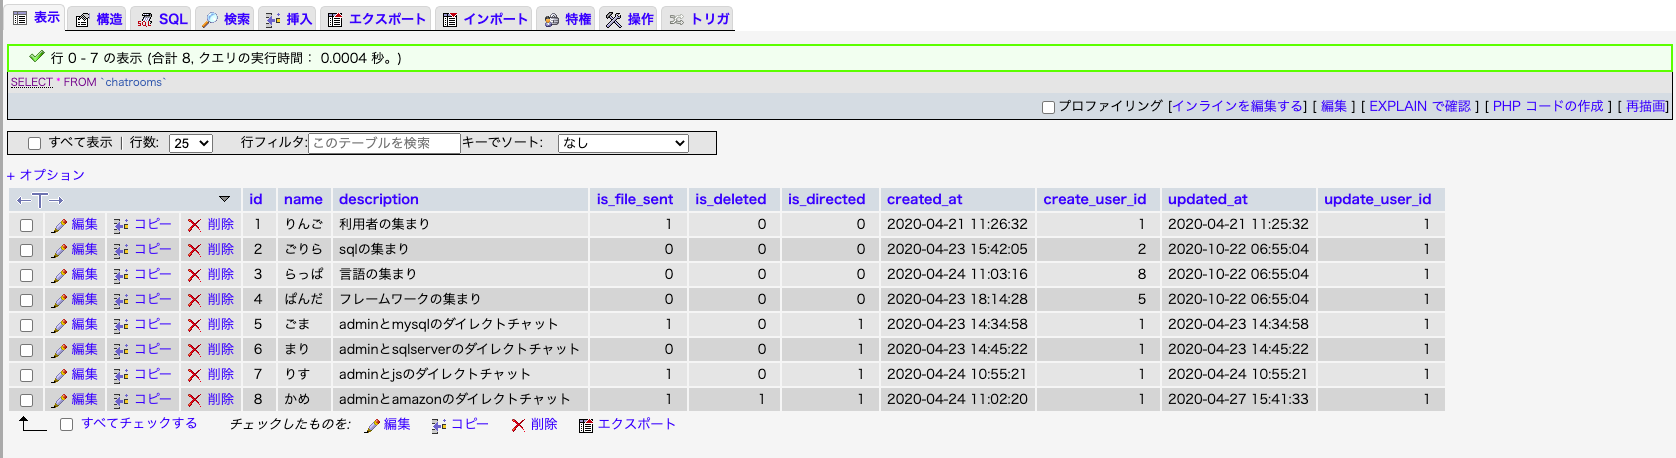 表示 構造 SQL 検索 挿入 エクスポート インポート 特権 操作 トリガ
行 0 - 7 の表示 (合計 8, クエリの実行時間： 0.0004 秒。)
SELECT * FROM `chatrooms`
プロファイリング [インラインを編集する] [ 編集 ] [ EXPLAIN で確認 ] [ PHP コードの作成 ] [ 再描画]
すべて表示 | 行数: 25 行フィルタ: このテーブルを検索 キーでソート: なし
+ オプション
←T→ id name description is_file_sent is_deleted is_directed created_at create_user_id updated_at update_user_id
編集 コピー 削除 1 りんご 利用者の集まり 1 0 0 2020-04-21 11:26:32 1 2020-04-21 11:25:32 1
編集 コピー 削除 2 ごりら sqlの集まり 0 0 0 2020-04-23 15:42:05 2 2020-10-22 06:55:04 1
編集 コピー 削除 3 らっぱ 言語の集まり 0 0 0 2020-04-24 11:03:16 8 2020-10-22 06:55:04 1
編集 コピー 削除 4 ぱんだ フレームワークの集まり 0 0 0 2020-04-23 18:14:28 5 2020-10-22 06:55:04 1
編集 コピー 削除 5 ごま adminとmysqlのダイレクトチャット 1 0 1 2020-04-23 14:34:58 1 2020-04-23 14:34:58 1
編集 コピー 削除 6 まり adminとsqlserverのダイレクトチャット 0 0 1 2020-04-23 14:45:22 1 2020-04-23 14:45:22 1
編集 コピー 削除 7 りす adminとjsのダイレクトチャット 1 0 1 2020-04-24 10:55:21 1 2020-04-24 10:55:21 1
編集 コピー 削除 8 かめ adminとamazonのダイレクトチャット 1 1 1 2020-04-24 11:02:20 1 2020-04-27 15:41:33 1
すべてチェックする チェックしたものを: 編集 コピー 削除 エクスポート